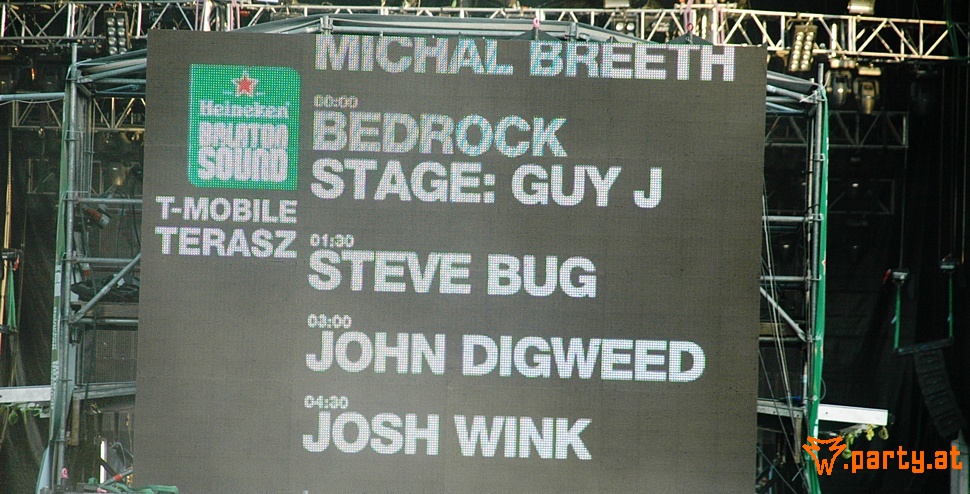 Heineken
BALATON
SOUND
T-MOBILE
TERASZ
MICHAL BREETH
00:00
BEDROCK
STAGE: GUY J
01:30
STEVE BUG
03:00
JOHN DIGWEED
04:30
JOSH WINK
.party.at